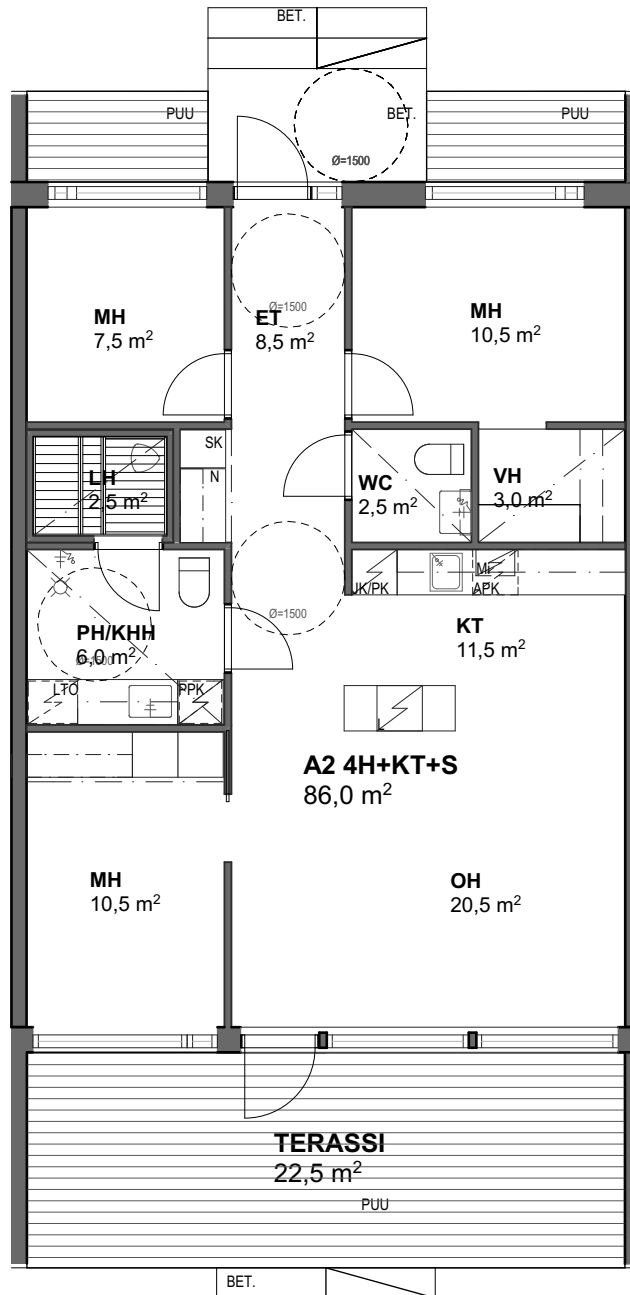 BET.
PUU
BET.
PUU
Ø=1500
Ø=1500
MH
7,5 m²
ET
8,5 m²
MH
10,5 m²
SK
N
LH
2,5 m²
WC
2,5 m²
VH
3,0 m²
JK/PK
APK
Ø=1500
PH/KHH
6,0 m²
Ø=1500
KT
11,5 m²
LTO
PPK
A2 4H+KT+S
86,0 m²
MH
10,5 m²
OH
20,5 m²
TERASSI
22,5 m²
PUU
BET.